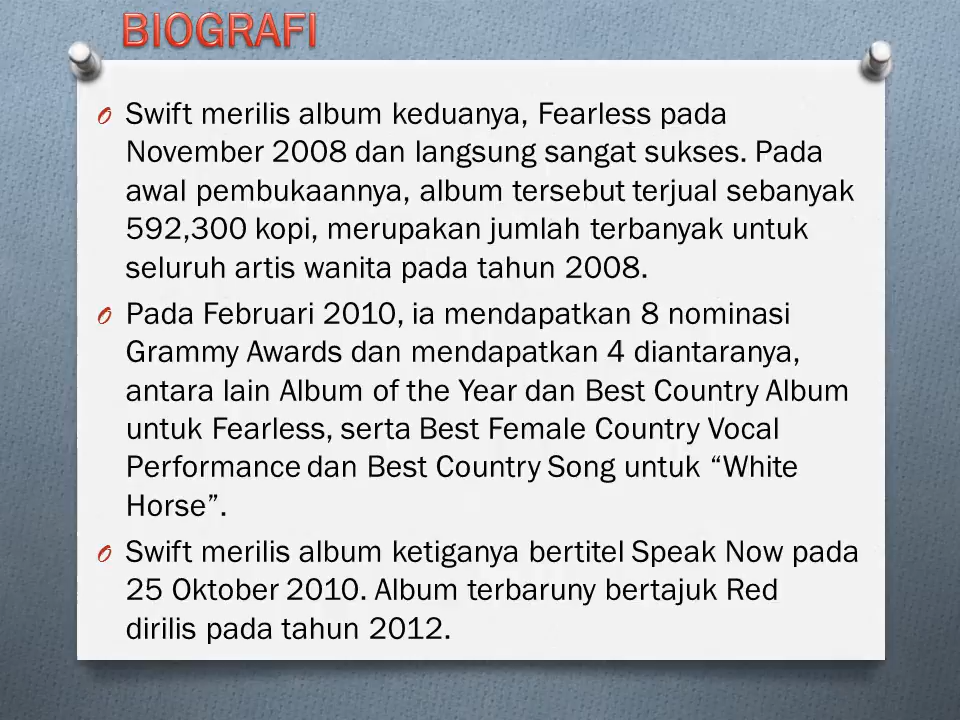 BIOGRAFI
Swift merilis album keduanya, Fearless pada
November 2008 dan langsung sangat sukses. Pada
awal pembukaannya, album tersebut terjual sebanyak
592,300 kopi, merupakan jumlah terbanyak untuk
seluruh artis wanita pada tahun 2008.
Pada Februari 2010, ia mendapatkan 8 nominasi
Grammy Awards dan mendapatkan 4 diantaranya,
antara lain Album of the Year dan Best Country Album
untuk Fearless, serta Best Female Country Vocal
Performance dan Best Country Song untuk “White
Horse”.
Swift merilis album ketiganya bertitel Speak Now pada
25 Oktober 2010. Album terbaruny bertajuk Red
dirilis pada tahun 2012.